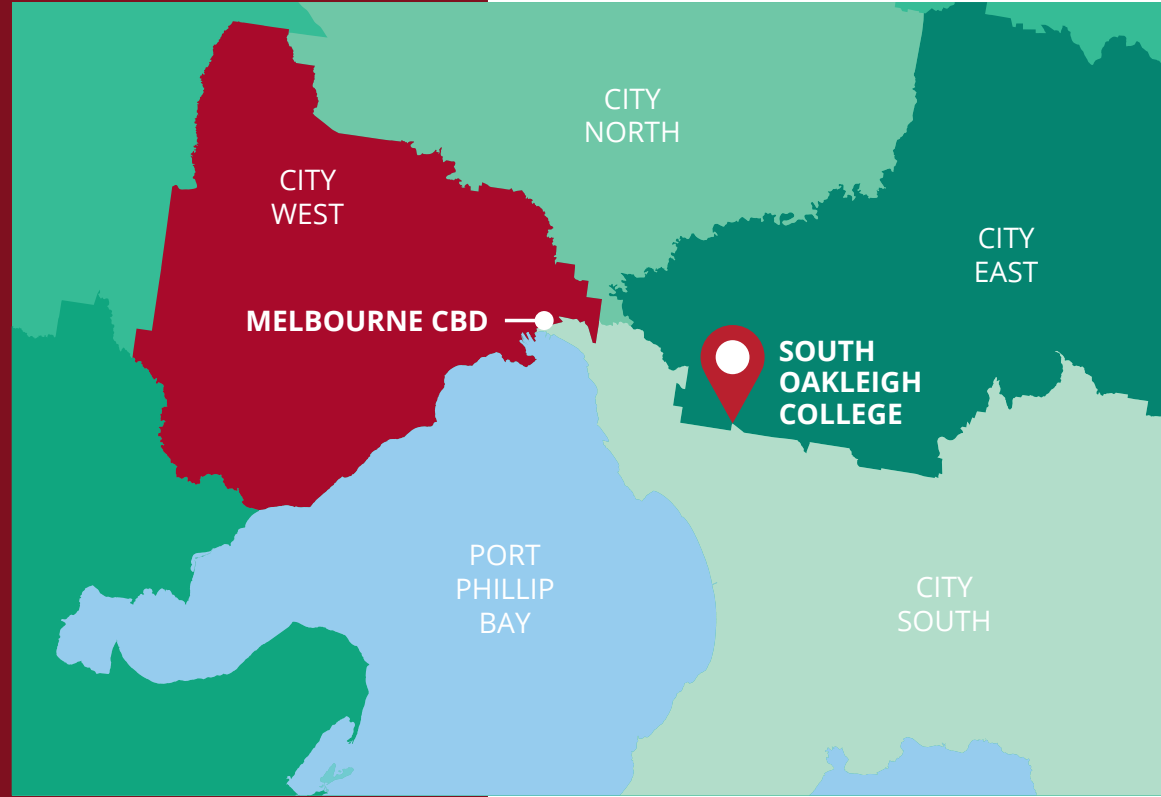 CITY
NORTH
CITY
WEST
CITY
EAST
MELBOURNE CBD
SOUTH
OAKLEIGH
COLLEGE
PORT
PHILLIP
BAY
CITY
SOUTH